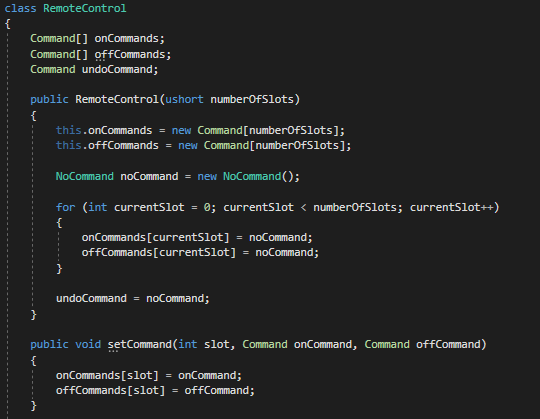 class RemoteControl
{
Command[] onCommands;
Command[] offCommands;
Command undoCommand;
public RemoteControl(ushort numberOfSlots)
{
this.onCommands = new Command[numberOfSlots];
this.offCommands = new Command[numberOfSlots];
NoCommand noCommand = new NoCommand();
for (int currentSlot = 0; currentSlot < numberOfSlots; currentSlot++)
{
onCommands[currentSlot] = noCommand;
offCommands[currentSlot] = noCommand;
}
undoCommand = noCommand;
}
public void setCommand(int slot, Command onCommand, Command offCommand)
{
onCommands[slot] = onCommand;
offCommands[slot] = offCommand;
}